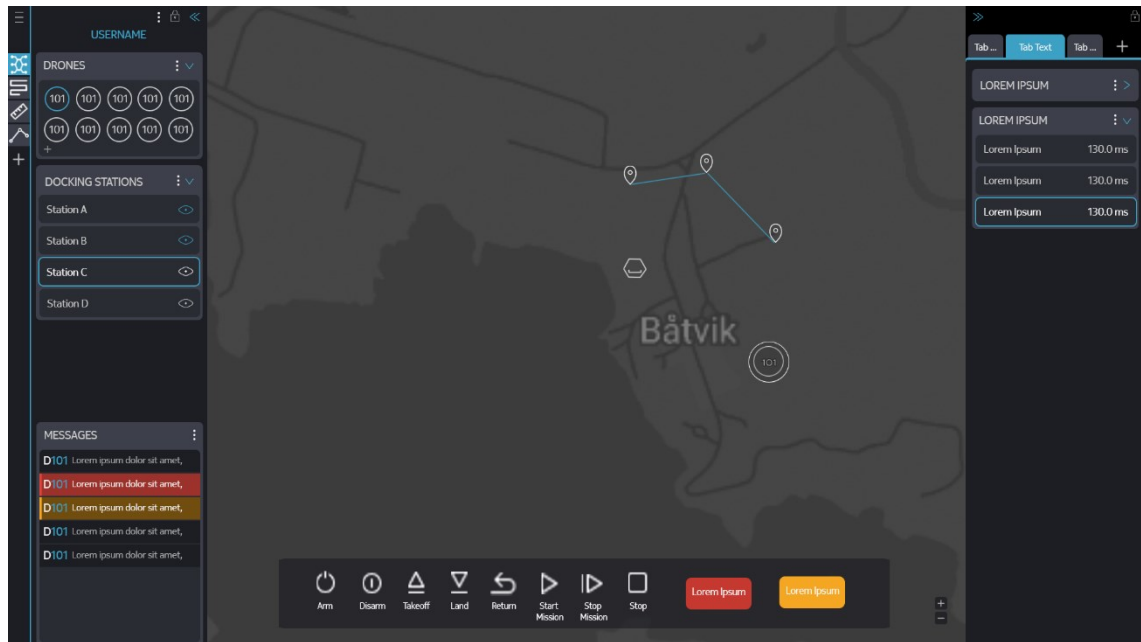 USERNAME
DRONES
101 101 101 101 101
101 101 101 101 101
+
DOCKING STATIONS
Station A
Station B
Station C
Station D
MESSAGES
D101 Lorem ipsum dolor sit amet,
D101 Lorem ipsum dolor sit amet,
D101 Lorem ipsum dolor sit amet,
D101 Lorem ipsum dolor sit amet,
D101 Lorem ipsum dolor sit amet,
Båtvik
101
Arm
Disarm
Takeoff
Land
Return
Start
Mission
Stop
Mission
Stop
Lorem Ipsum
Lorem Ipsum
Tab ... Tab Text Tab ... +
LOREM IPSUM
LOREM IPSUM
Lorem Ipsum 130.0 ms
Lorem Ipsum 130.0 ms
Lorem Ipsum 130.0 ms